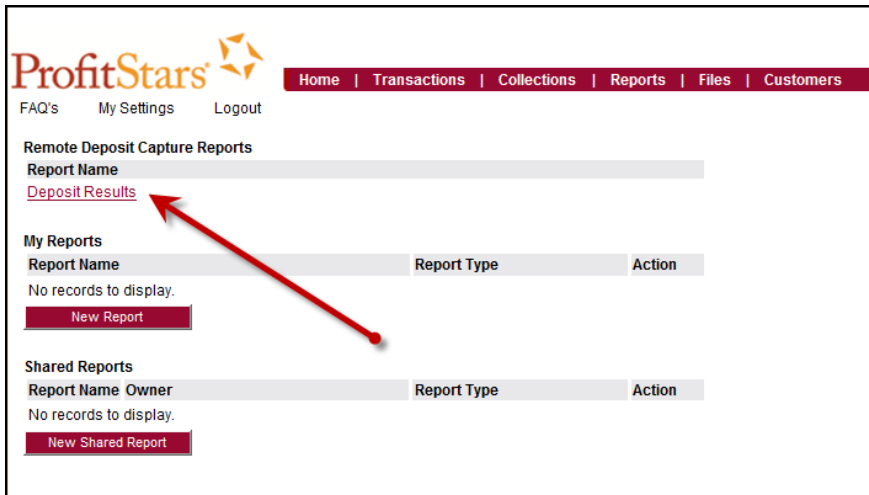 ProfitStars®
Home | Transactions | Collections | Reports | Files | Customers
FAQ's My Settings Logout
Remote Deposit Capture Reports
Report Name
Deposit Results
My Reports
Report Name Report Type Action
No records to display.
New Report
Shared Reports
Report Name Owner Report Type Action
No records to display.
New Shared Report